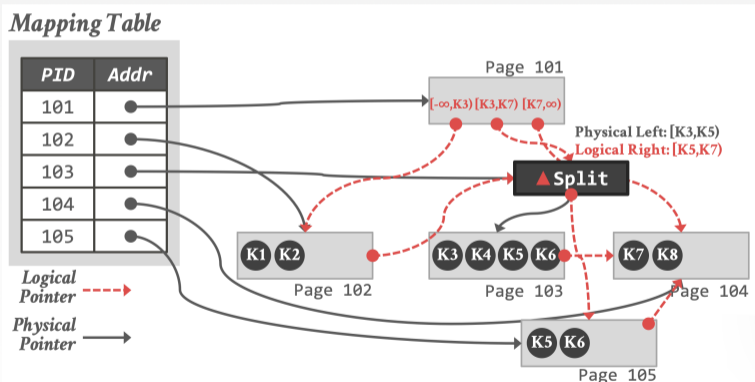 Mapping Table
PID Addr
101
102
103
104
105
Logical Pointer
Physical Pointer
Page 101
[-∞,K3) [K3,K7) [K7,∞)
Physical Left: [K3,K5)
Logical Right: [K5,K7)
▲Split
K1 K2
Page 102
K3 K4 K5 K6
Page 103
K7 K8
Page 104
K5 K6
Page 105